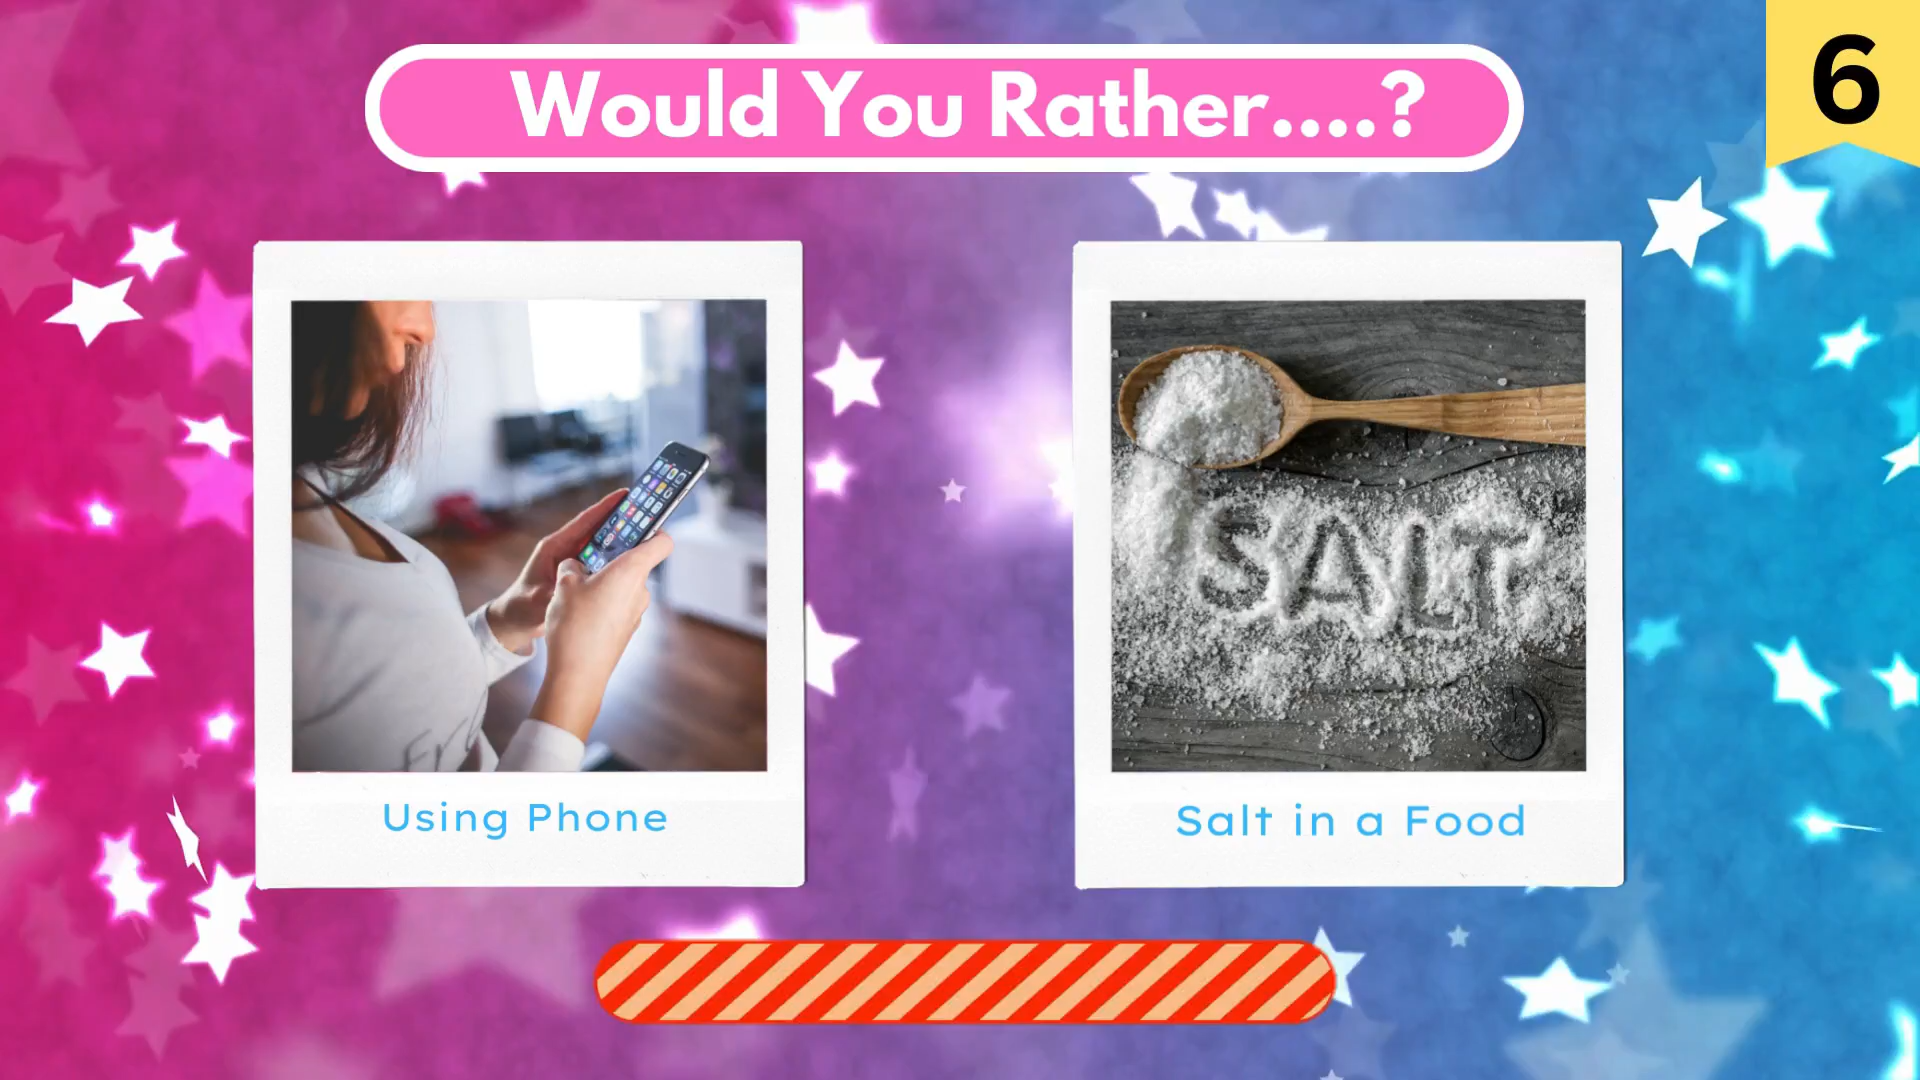 Would You Rather....?
6
SALT
Using Phone
Salt in a Food